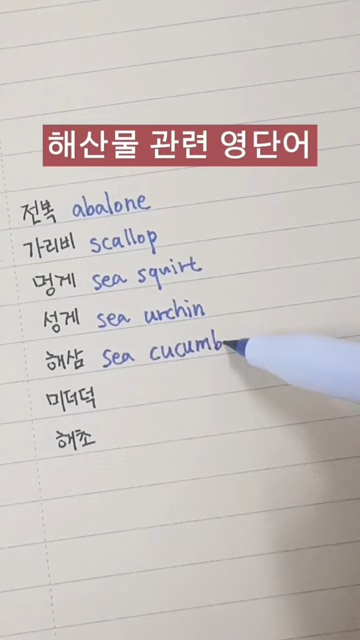 해산물 관련 영단어
전복 abalone
가리비 scallop
멍게 sea squirt
성게 sea urchin
해삼 sea cucumb
미더덕
해초